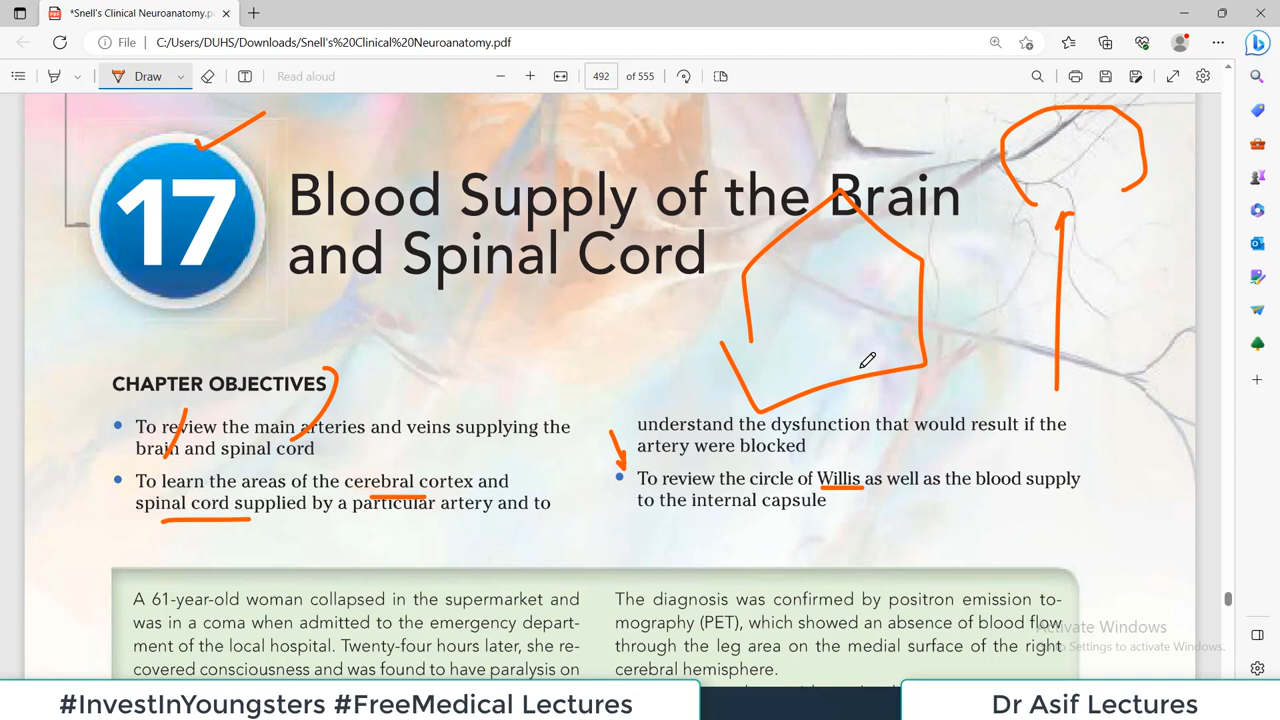 *Snell's Clinical Neuroanatomy.p
File
C:/Users/DUHS/Downloads/Snell's%20Clinical%20Neuroanatomy.pdf
Draw
Read aloud
492
of 555
17
Blood Supply of the Brain
and Spinal Cord
CHAPTER OBJECTIVES
• To review the main arteries and veins supplying the
brain and spinal cord
• To learn the areas of the cerebral cortex and
spinal cord supplied by a particular artery and to
understand the dysfunction that would result if the
artery were blocked
• To review the circle of Willis as well as the blood supply
to the internal capsule
A 61-year-old woman collapsed in the supermarket and
was in a coma when admitted to the emergency depart-
ment of the local hospital. Twenty-four hours later, she re-
covered consciousness and was found to have paralysis on
The diagnosis was confirmed by positron emission to-
mography (PET), which showed an absence of blood flow
through the leg area on the medial surface of the right
cerebral hemisphere.
Activate Windows
Go to Settings to activate Windows.
#InvestInYoungsters #FreeMedical Lectures
Dr Asif Lectures